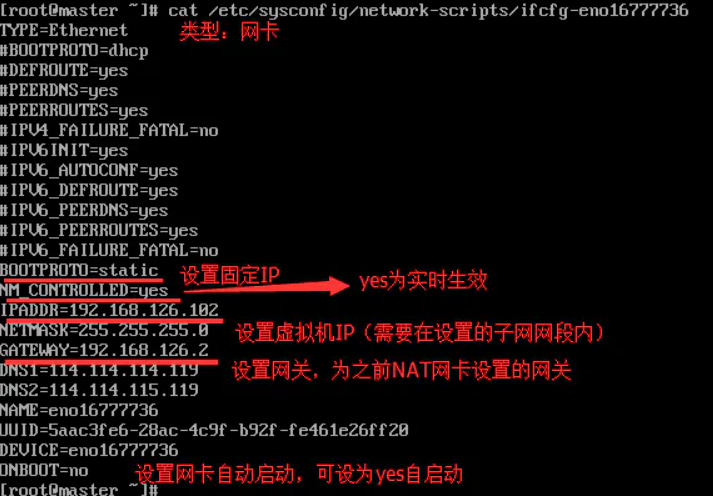 [root@master ~]# cat /etc/sysconfig/network-scripts/ifcfg-eno16777736
TYPE=Ethernet 类型：网卡
#BOOTPROTO=dhcp
#DEFROUTE=yes
#PEERDNS=yes
#PEERROUTES=yes
#IPV4_FAILURE_FATAL=no
#IPV6INIT=yes
#IPV6_AUTOCONF=yes
#IPV6_DEFROUTE=yes
#IPV6_PEERDNS=yes
#IPV6_PEERROUTES=yes
#IPV6_FAILURE_FATAL=no
BOOTPROTO=static 设置固定IP
NM_CONTROLLED=yes yes为实时生效
IPADDR=192.168.126.102
NETMASK=255.255.255.0 设置虚拟机IP（需要在设置的子网网段内）
GATEWAY=192.168.126.2
DNS1=114.114.114.119 设置网关，为之前NAT网卡设置的网关
DNS2=114.114.115.119
NAME=eno16777736
UUID=5aac3fe6-28ac-4c9f-b92f-fe461e26ff20
DEVICE=eno16777736
ONBOOT=no 设置网卡自动启动，可设为yes自启动
[root@master ~]#